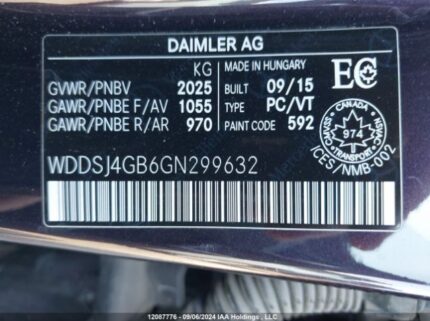 DAIMLER AG
KG
MADE IN HUNGARY
EC
GVWR/PNBV 2025
BUILT 09/15
GAWR/PNBE F/AV 1055
TYPE PC/VT
GAWR/PNBE R/AR 970
PAINT CODE 592
CANADA
974
TRANSPORT
ICES/NMB-002
WDDSJ4GB6GN299632
12087776 - 09/06/2024 IAA Holdings, LLC